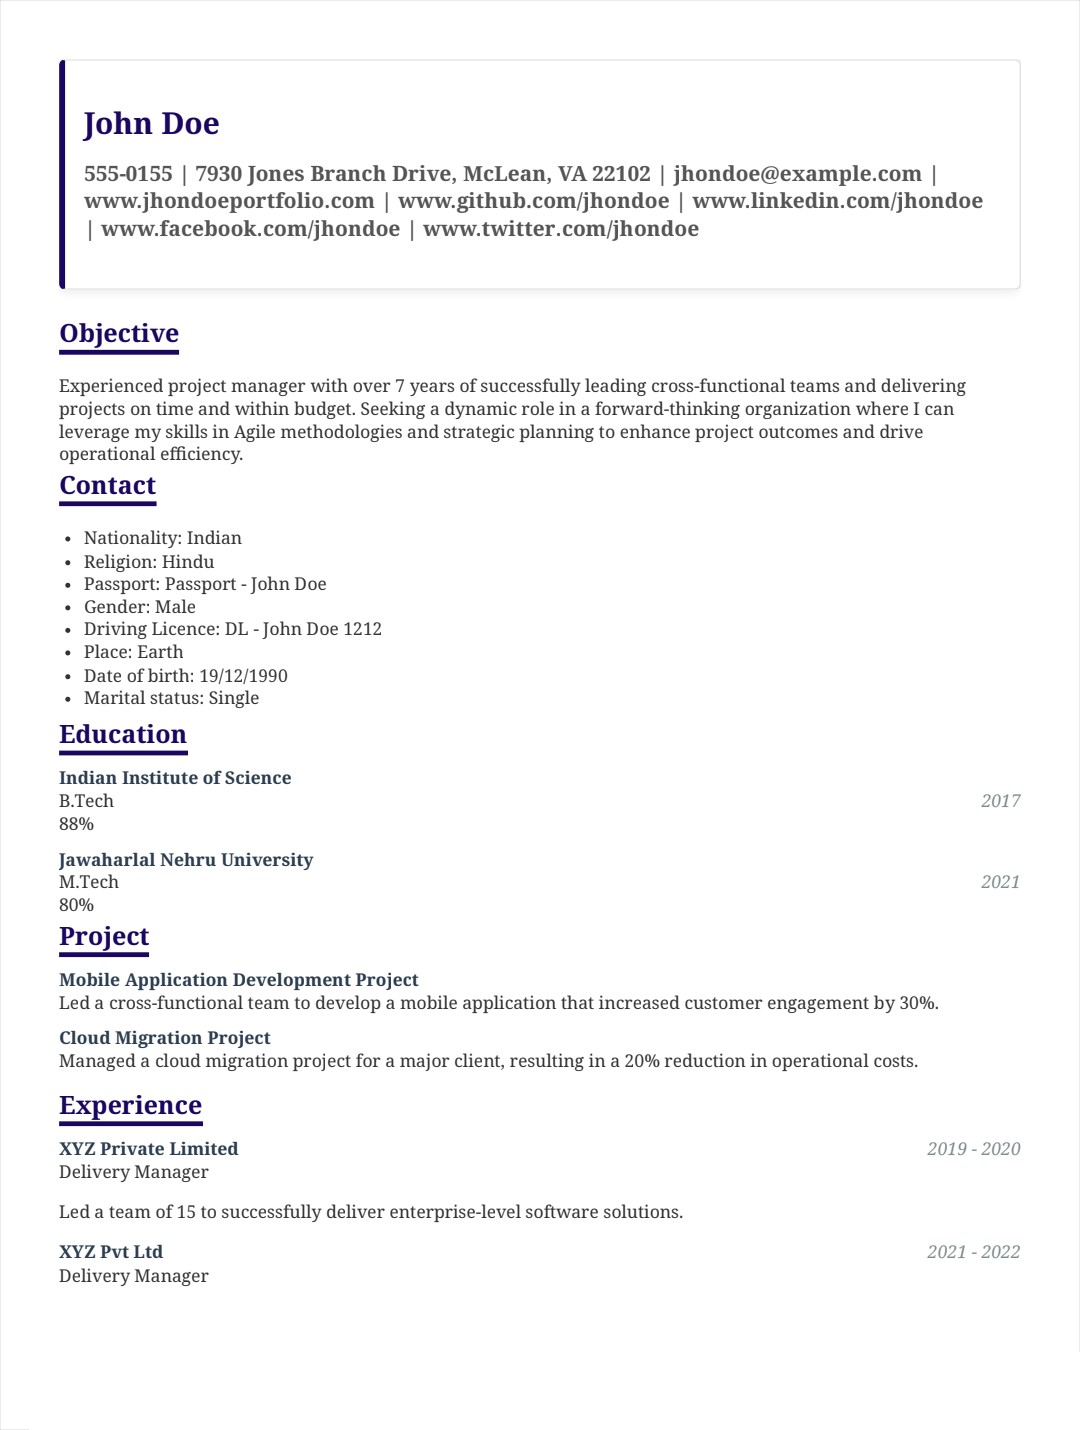 John Doe
555-0155 | 7930 Jones Branch Drive, McLean, VA 22102 | jhondoe@example.com |
www.jhondoeportfolio.com | www.github.com/jhondoe | www.linkedin.com/jhondoe
| www.facebook.com/jhondoe | www.twitter.com/jhondoe
Objective
Experienced project manager with over 7 years of successfully leading cross-functional teams and delivering
projects on time and within budget. Seeking a dynamic role in a forward-thinking organization where I can
leverage my skills in Agile methodologies and strategic planning to enhance project outcomes and drive
operational efficiency.
Contact
• Nationality: Indian
• Religion: Hindu
• Passport: Passport - John Doe
• Gender: Male
• Driving Licence: DL - John Doe 1212
• Place: Earth
• Date of birth: 19/12/1990
• Marital status: Single
Education
Indian Institute of Science
B.Tech 2017
88%
Jawaharlal Nehru University
M.Tech 2021
80%
Project
Mobile Application Development Project
Led a cross-functional team to develop a mobile application that increased customer engagement by 30%.
Cloud Migration Project
Managed a cloud migration project for a major client, resulting in a 20% reduction in operational costs.
Experience
XYZ Private Limited 2019 - 2020
Delivery Manager
Led a team of 15 to successfully deliver enterprise-level software solutions.
XYZ Pvt Ltd 2021 - 2022
Delivery Manager